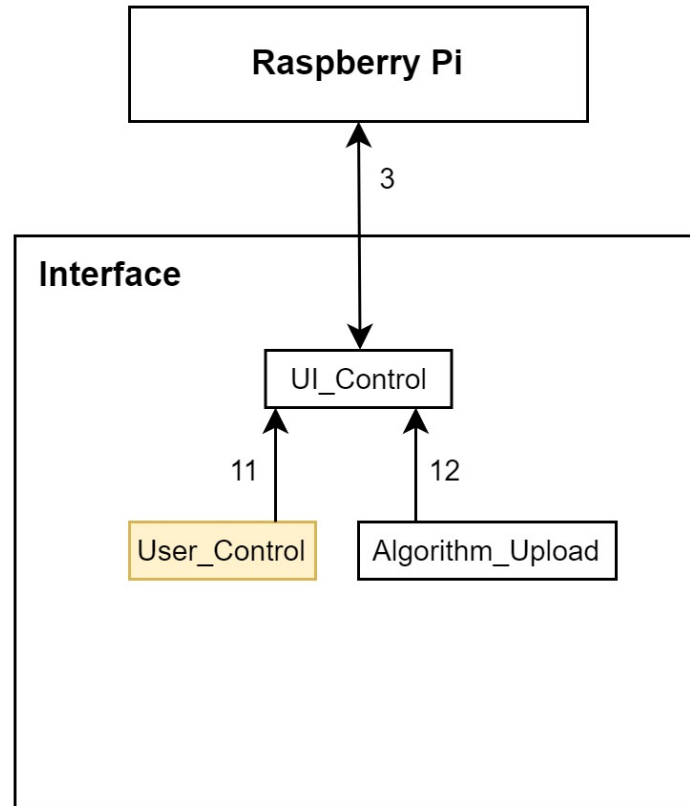 Raspberry Pi
3
Interface
UI_Control
11
12
User_Control
Algorithm_Upload